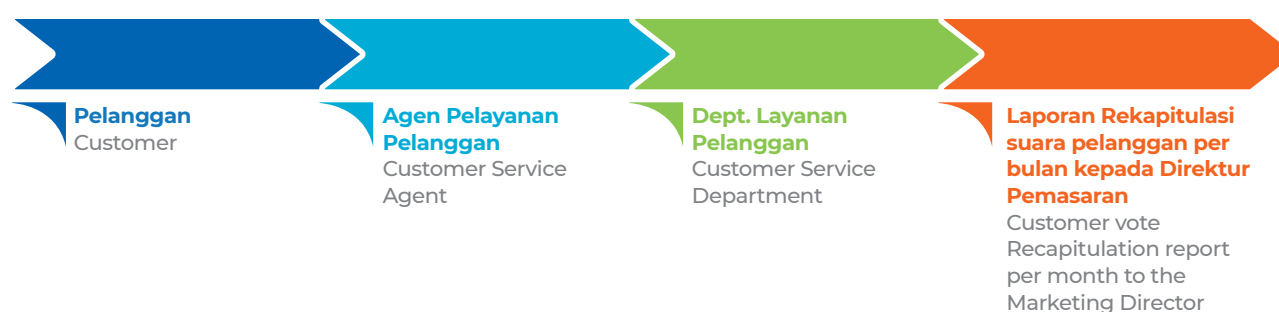 Pelanggan
Customer
Agen Pelayanan
Pelanggan
Customer Service
Agent
Dept. Layanan
Pelanggan
Customer Service
Department
Laporan Rekapitulasi
suara pelanggan per
bulan kepada Direktur
Pemasaran
Customer vote
Recapitulation report
per month to the
Marketing Director